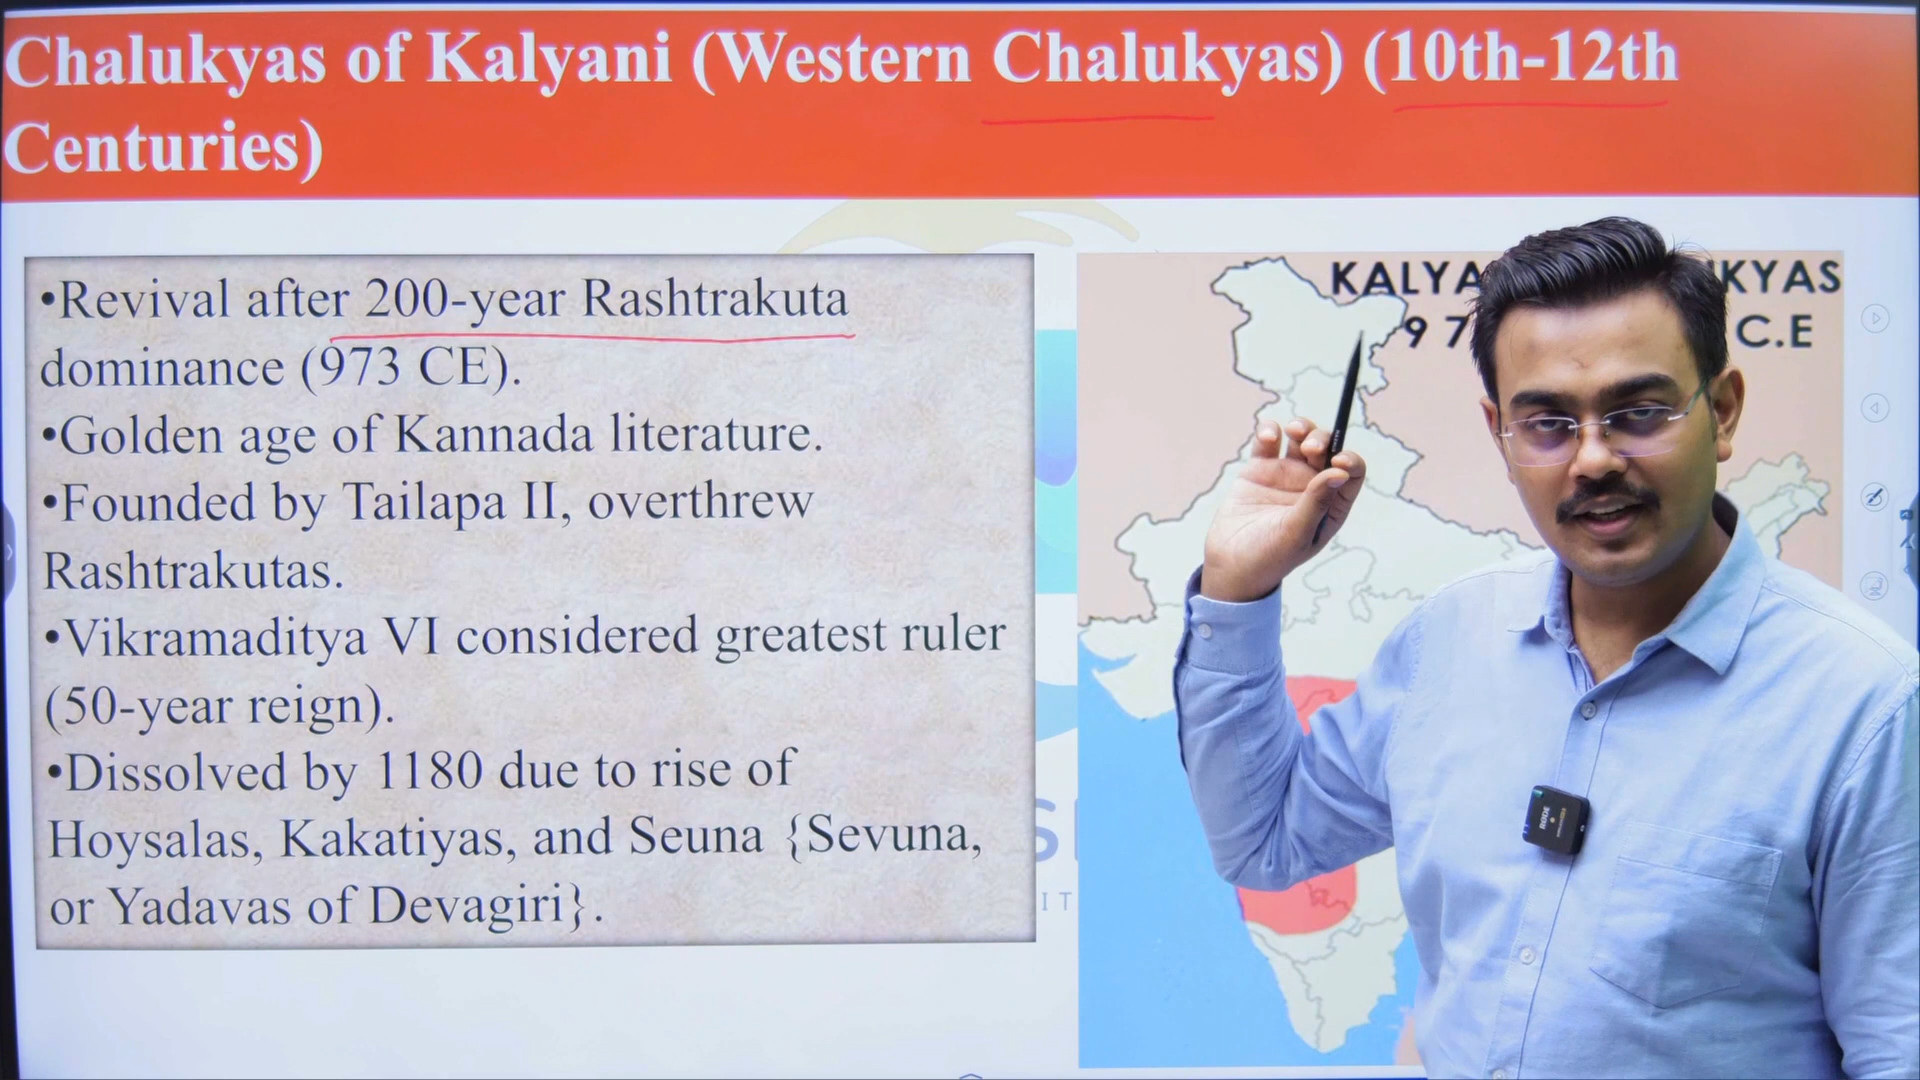 Chalukyas of Kalyani (Western Chalukyas) (10th-12th
Centuries)
•Revival after 200-year Rashtrakuta
dominance (973 CE).
•Golden age of Kannada literature.
•Founded by Tailapa II, overthrew
Rashtrakutas.
•Vikramaditya VI considered greatest ruler
(50-year reign).
•Dissolved by 1180 due to rise of
Hoysalas, Kakatiyas, and Seuna {Sevuna,
or Yadavas of Devagiri}.
KALYA KYAS
9 7 C.E
RODE